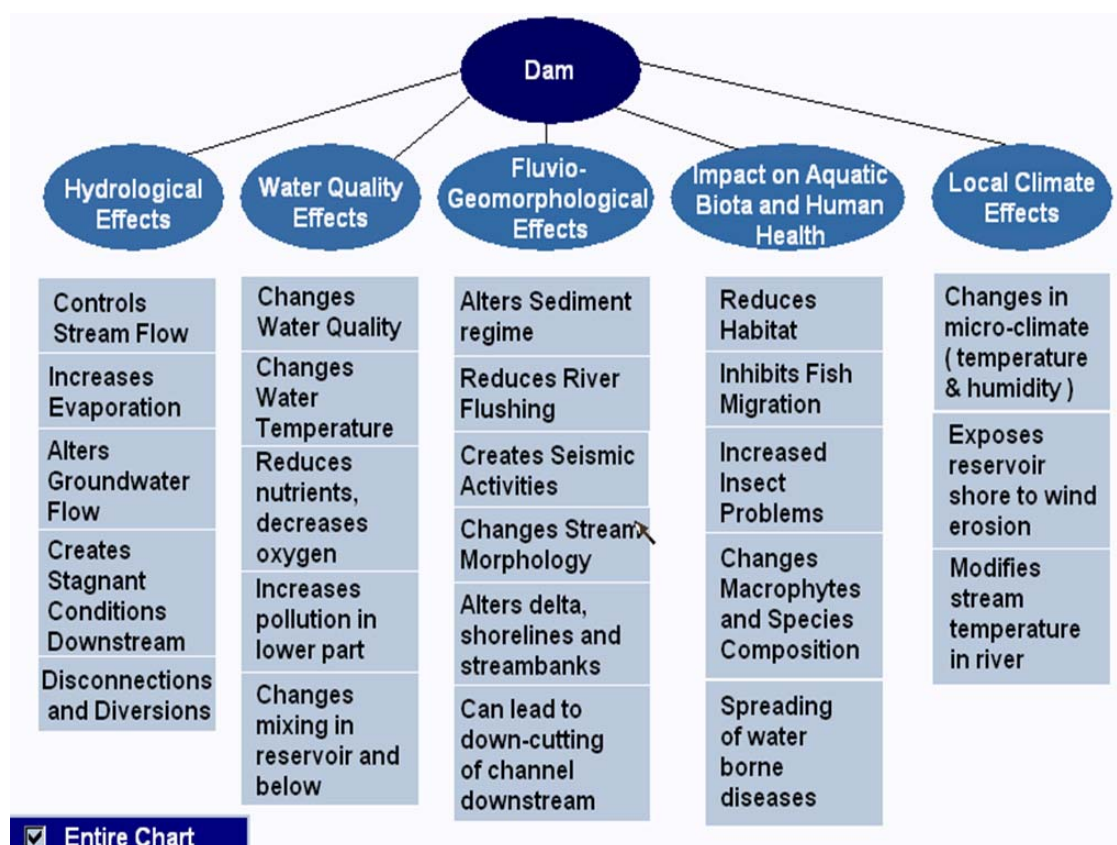 Dam
Hydrological
Effects
Water Quality
Effects
Fluvio-
Geomorphological
Effects
Impact on Aquatic
Biota and Human
Health
Local Climate
Effects
Controls
Stream Flow
Increases
Evaporation
Alters
Groundwater
Flow
Creates
Stagnant
Conditions
Downstream
Disconnections
and Diversions
Changes
Water Quality
Changes
Water
Temperature
Reduces
nutrients,
decreases
oxygen
Increases
pollution in
lower part
Changes
mixing in
reservoir and
below
Alters Sediment
regime
Reduces River
Flushing
Creates Seismic
Activities
Changes Stream
Morphology
Alters delta,
shorelines and
streambanks
Can lead to
down-cutting
of channel
downstream
Reduces
Habitat
Inhibits Fish
Migration
Increased
Insect
Problems
Changes
Macrophytes
and Species
Composition
Spreading
of water
borne
diseases
Changes in
micro-climate
( temperature
& humidity )
Exposes
reservoir
shore to wind
erosion
Modifies
stream
temperature
in river
Entire Chart